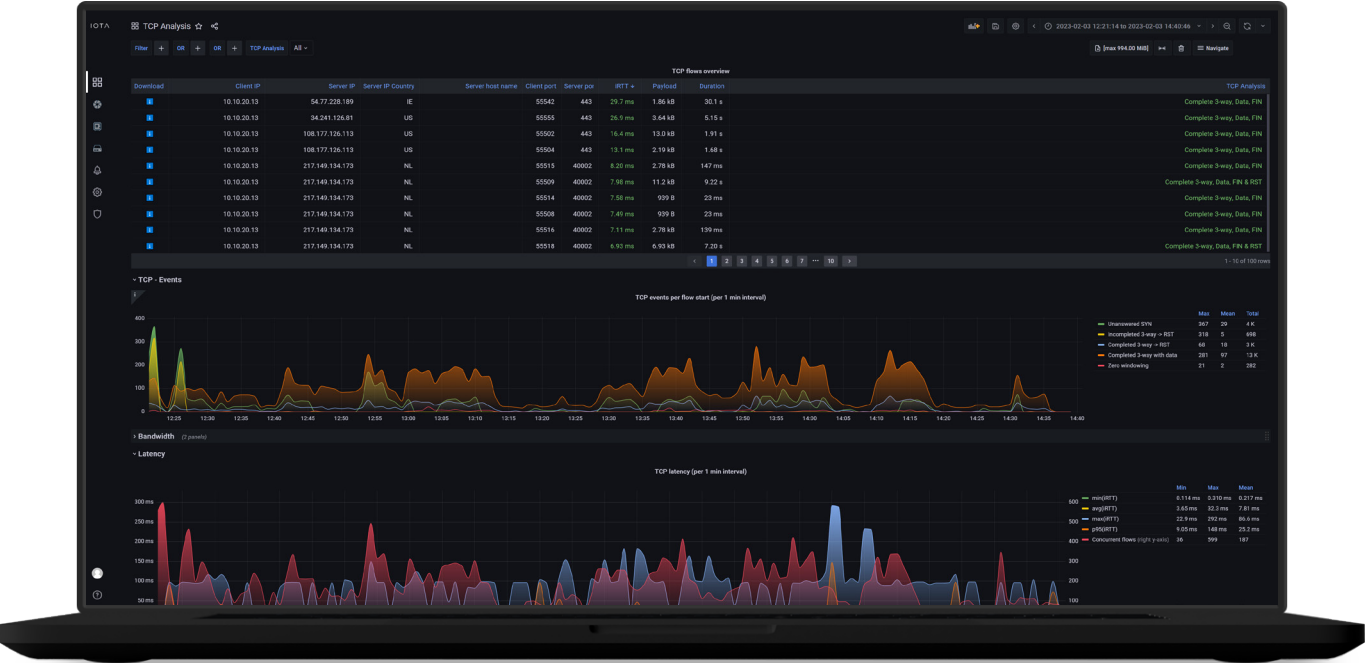 IOTA
TCP Analysis
2023-02-03 12:21:14 to 2023-02-03 14:40:46
Filter + OR + OR + TCP Analysis All
[max 994.00 MiB] Navigate
TCP flows overview
Download Client IP Server IP Server IP Country Server host name Client port Server por iRTT Payload Duration TCP Analysis
10.10.20.13 54.77.228.189 IE 55542 443 29.7 ms 1.86 kB 30.1 s Complete 3-way, Data, FIN
10.10.20.13 34.241.126.81 US 55555 443 26.9 ms 3.64 kB 5.15 s Complete 3-way, Data, FIN
10.10.20.13 108.177.126.113 US 55502 443 16.4 ms 13.0 kB 1.91 s Complete 3-way, Data, FIN
10.10.20.13 108.177.126.113 US 55504 443 13.1 ms 2.19 kB 1.68 s Complete 3-way, Data, FIN
10.10.20.13 217.149.134.173 NL 55515 40002 8.20 ms 2.78 kB 147 ms Complete 3-way, Data, FIN
10.10.20.13 217.149.134.173 NL 55509 40002 7.98 ms 11.2 kB 9.22 s Complete 3-way, Data, FIN & RST
10.10.20.13 217.149.134.173 NL 55514 40002 7.58 ms 939 B 23 ms Complete 3-way, Data, FIN
10.10.20.13 217.149.134.173 NL 55508 40002 7.49 ms 939 B 23 ms Complete 3-way, Data, FIN
10.10.20.13 217.149.134.173 NL 55516 40002 7.11 ms 2.78 kB 139 ms Complete 3-way, Data, FIN
10.10.20.13 217.149.134.173 NL 55518 40002 6.93 ms 6.93 kB 7.20 s Complete 3-way, Data, FIN & RST
‹ 1 2 3 4 5 6 7 ··· 10 › 1 - 10 of 100 rows
TCP - Events
TCP events per flow start (per 1 min interval)
Max Mean Total
400
300
200
100
0
Unanswered SYN 367 29 4 K
Incompleted 3-way -> RST 318 5 698
Completed 3-way -> RST 68 18 3 K
Completed 3-way with data 281 97 13 K
Zero windowing 21 2 282
12:25 12:30 12:35 12:40 12:45 12:50 12:55 13:00 13:05 13:10 13:15 13:20 13:25 13:30 13:35 13:40 13:45 13:50 13:55 14:00 14:05 14:10 14:15 14:20 14:25 14:30 14:35 14:40
Bandwidth (2 panels)
Latency
TCP latency (per 1 min interval)
300 ms
250 ms
200 ms
150 ms
100 ms
50 ms
600
500
400
300
200
100
Min Max Mean
min(iRTT) 0.114 ms 0.310 ms 0.217 ms
avg(iRTT) 3.65 ms 32.3 ms 7.81 ms
max(iRTT) 22.9 ms 292 ms 86.6 ms
p95(iRTT) 9.05 ms 148 ms 25.2 ms
Concurrent flows (right y-axis) 36 599 187